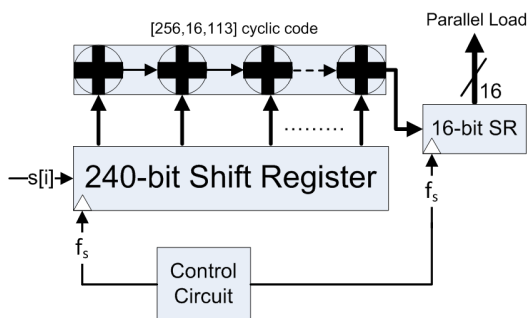 [256,16,113] cyclic code
Parallel Load
16
16-bit SR
s[i]
240-bit Shift Register
fs
fs
Control
Circuit